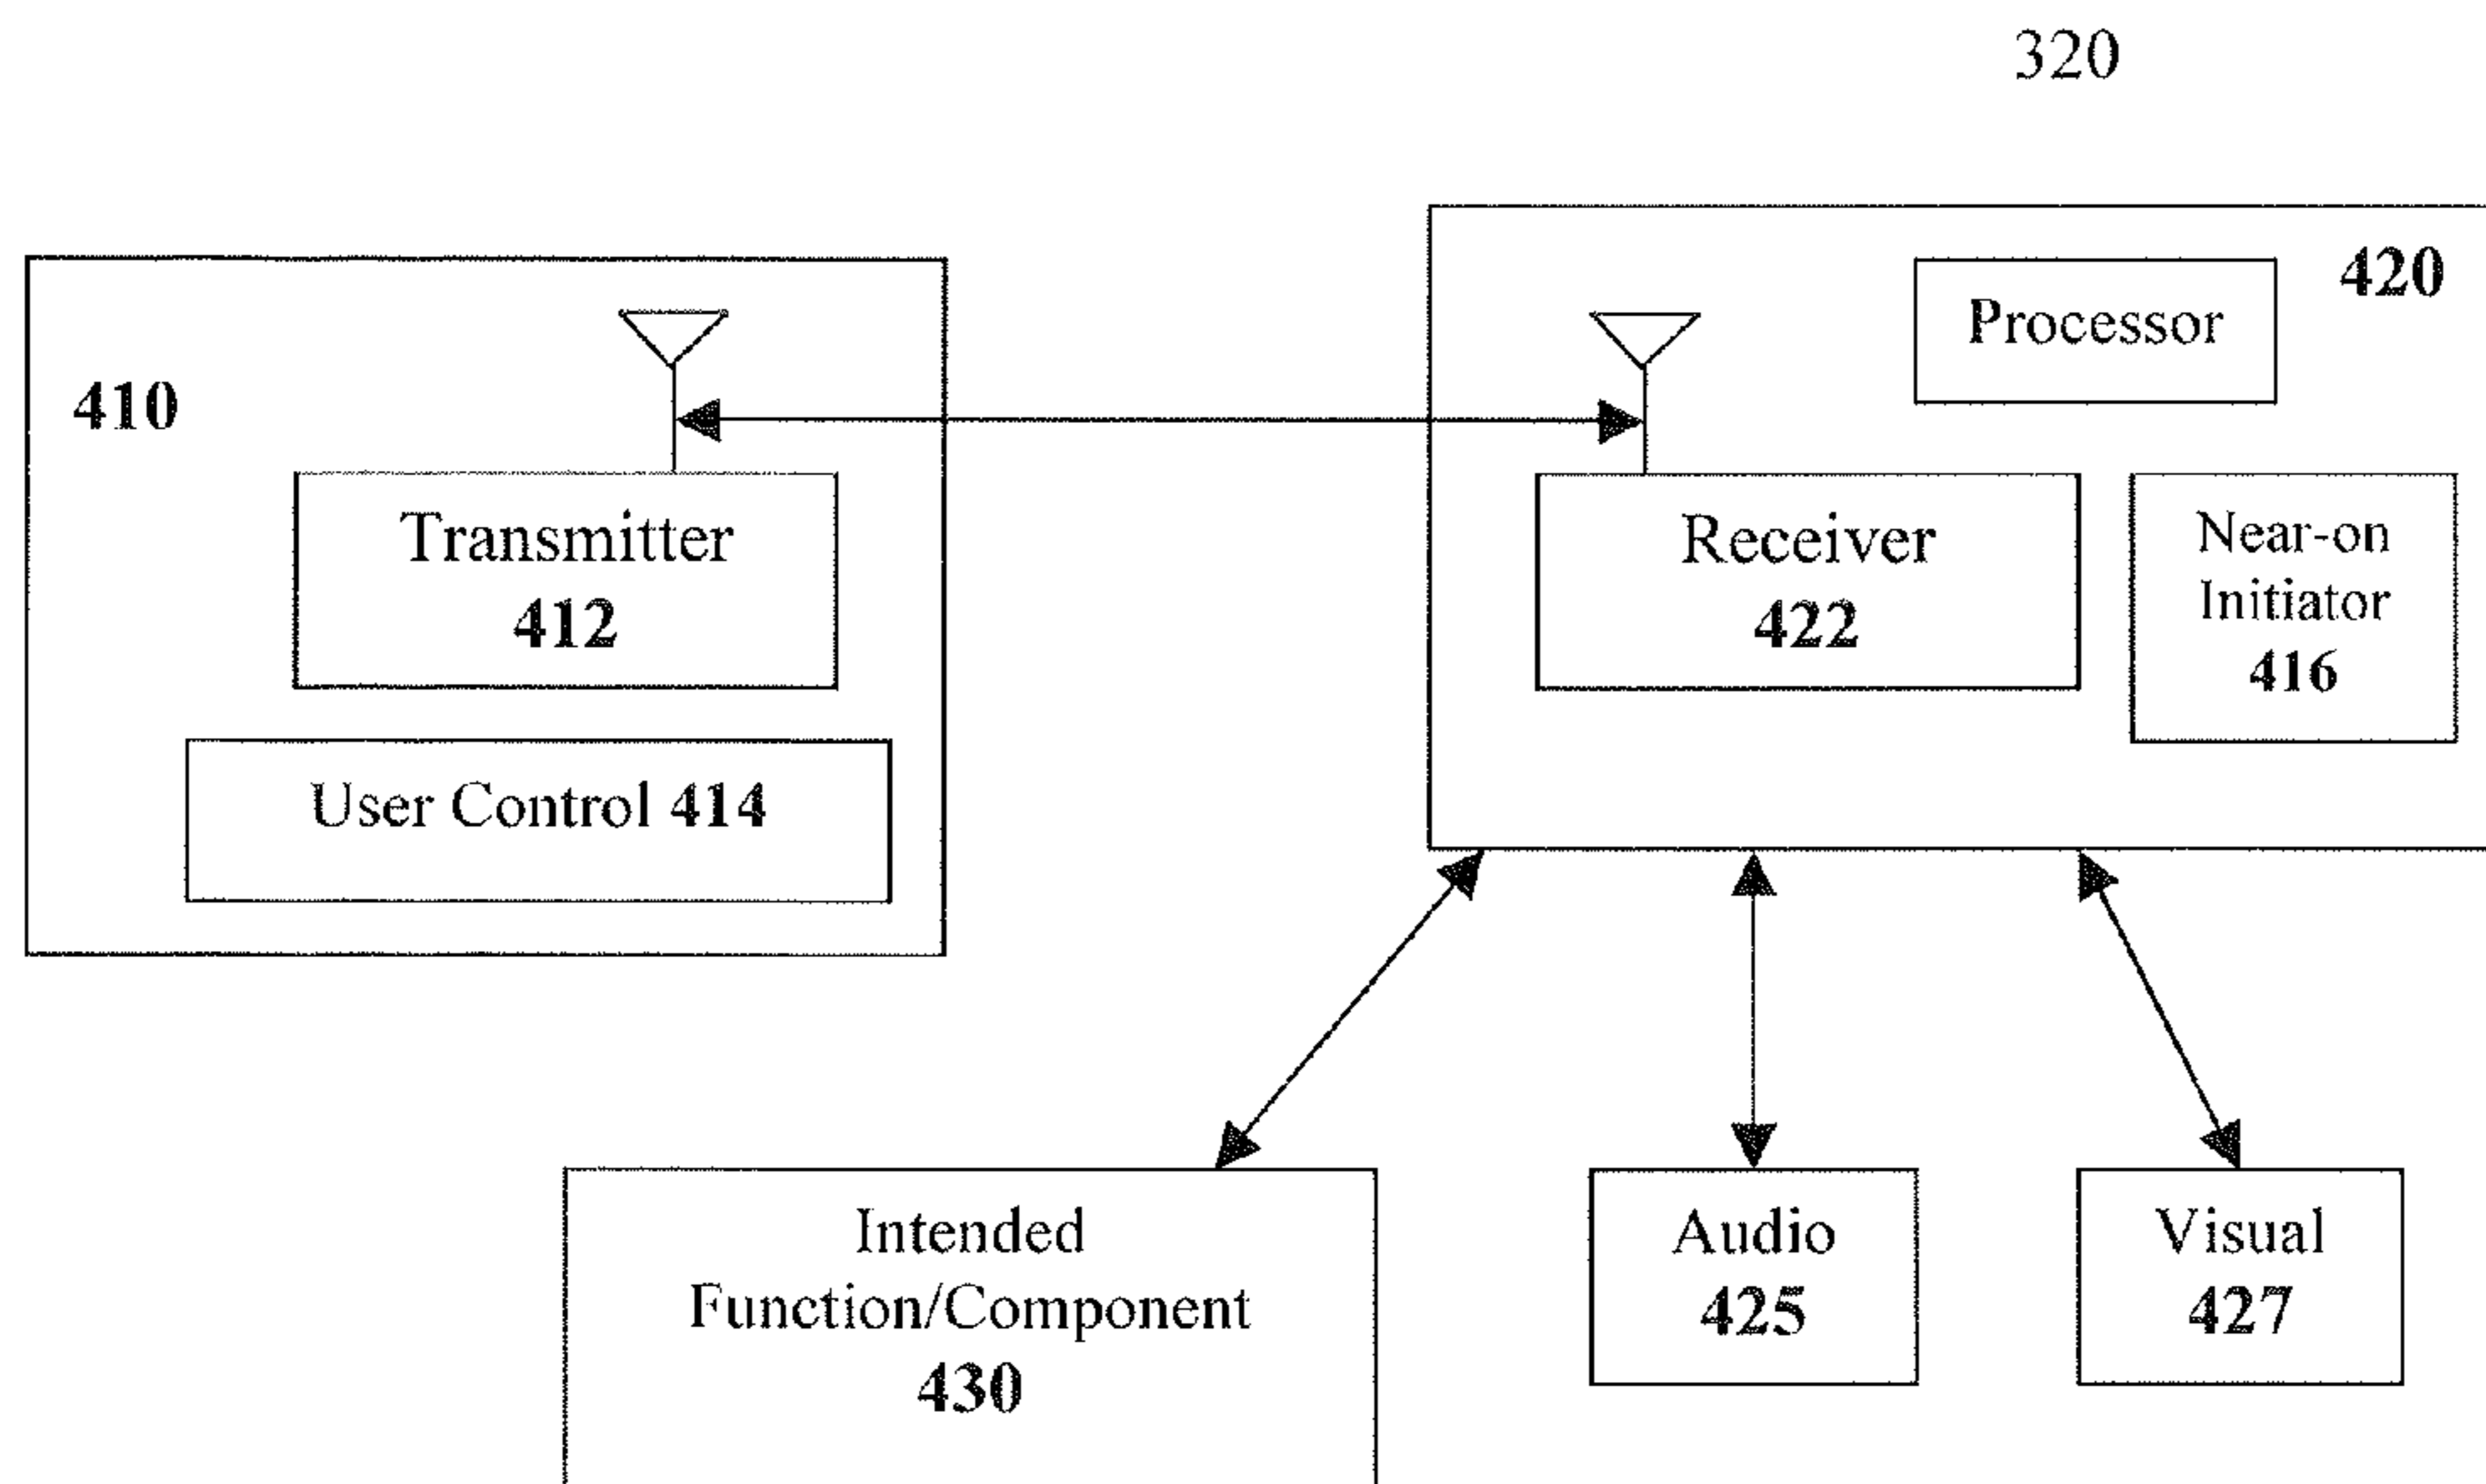 320
410
Transmitter
412
User Control 414
420
Processor
Receiver
422
Near-on
Initiator
416
Intended
Function/Component
430
Audio
425
Visual
427